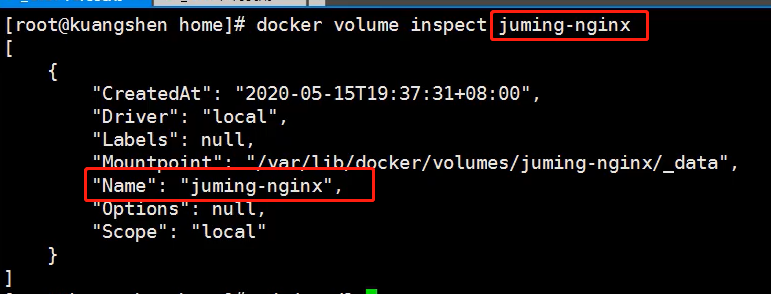 [root@kuangshen home]# docker volume inspect juming-nginx
[
    {
        "CreatedAt": "2020-05-15T19:37:31+08:00",
        "Driver": "local",
        "Labels": null,
        "Mountpoint": "/var/lib/docker/volumes/juming-nginx/_data",
        "Name": "juming-nginx",
        "Options": null,
        "Scope": "local"
    }
]